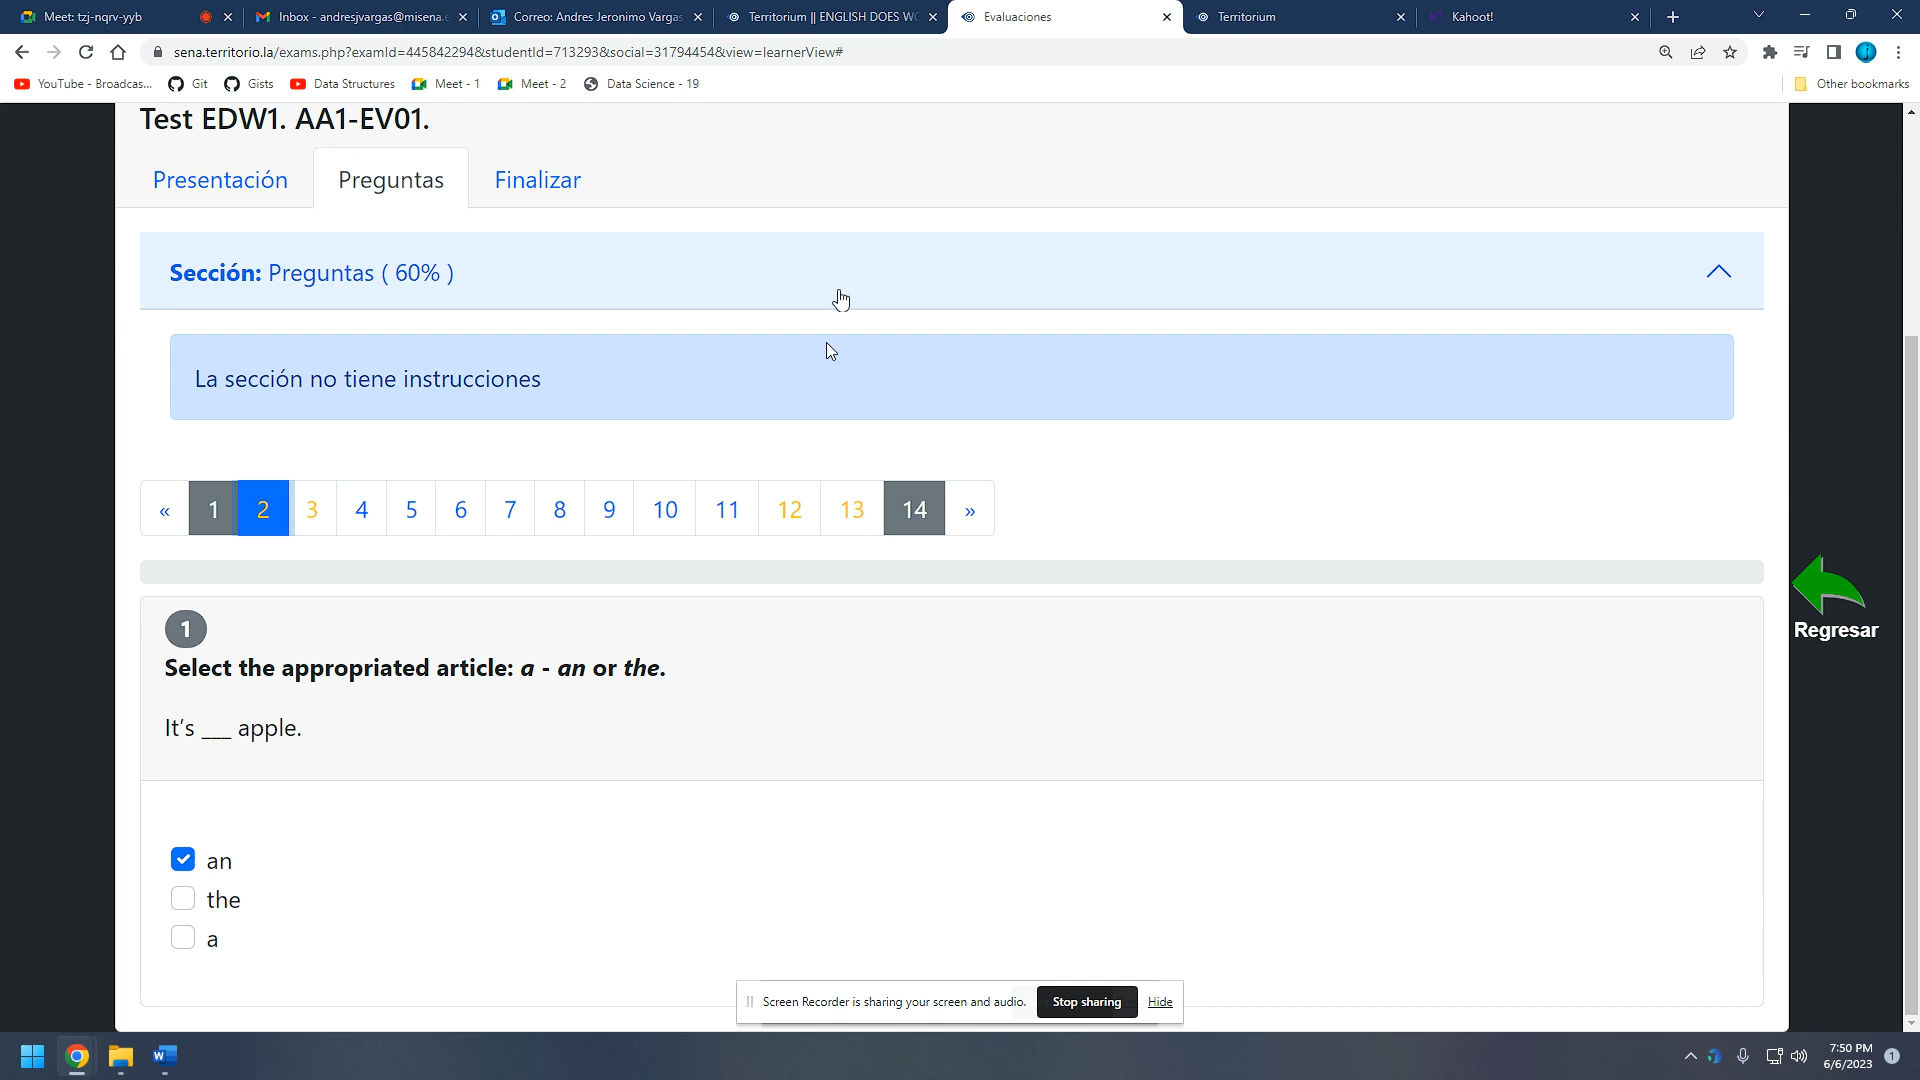 Meet: tzj-nqrv-yyb
Inbox - andresjvargas@misena.e
Correo: Andres Jeronimo Vargas
Territorium || ENGLISH DOES WO
Evaluaciones
Territorium
Kahoot!
sena.territorio.la/exams.php?examId=445842294&studentId=713293&social=31794454&view=learnerView#
YouTube - Broadcas...
Git
Gists
Data Structures
Meet - 1
Meet - 2
Data Science - 19
Other bookmarks
Test EDW1. AA1-EV01.
Presentación
Preguntas
Finalizar
Sección: Preguntas ( 60% )
La sección no tiene instrucciones
« 1 2 3 4 5 6 7 8 9 10 11 12 13 14 »
Regresar
1
Select the appropriated article: a - an or the.
It's ___ apple.
an
the
a
Screen Recorder is sharing your screen and audio.
Stop sharing
Hide
7:50 PM
6/6/2023
1